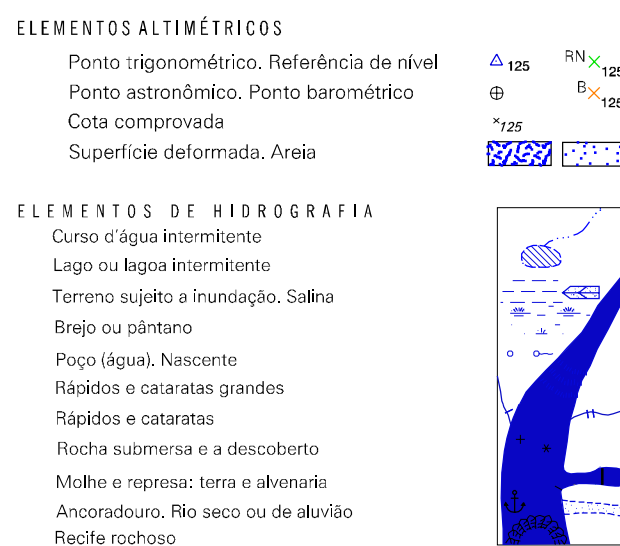 ELEMENTOS ALTIMÉTRICOS
Ponto trigonométrico. Referência de nível 125 RN 125
Ponto astronômico. Ponto barométrico B 125
Cota comprovada 125
Superfície deformada. Areia
ELEMENTOS DE HIDROGRAFIA
Curso d'água intermitente
Lago ou lagoa intermitente
Terreno sujeito a inundação. Salina
Brejo ou pântano
Poço (água). Nascente
Rápidos e cataratas grandes
Rápidos e cataratas
Rocha submersa e a descoberto
Molhe e represa: terra e alvenaria
Ancoradouro. Rio seco ou de aluvião
Recife rochoso